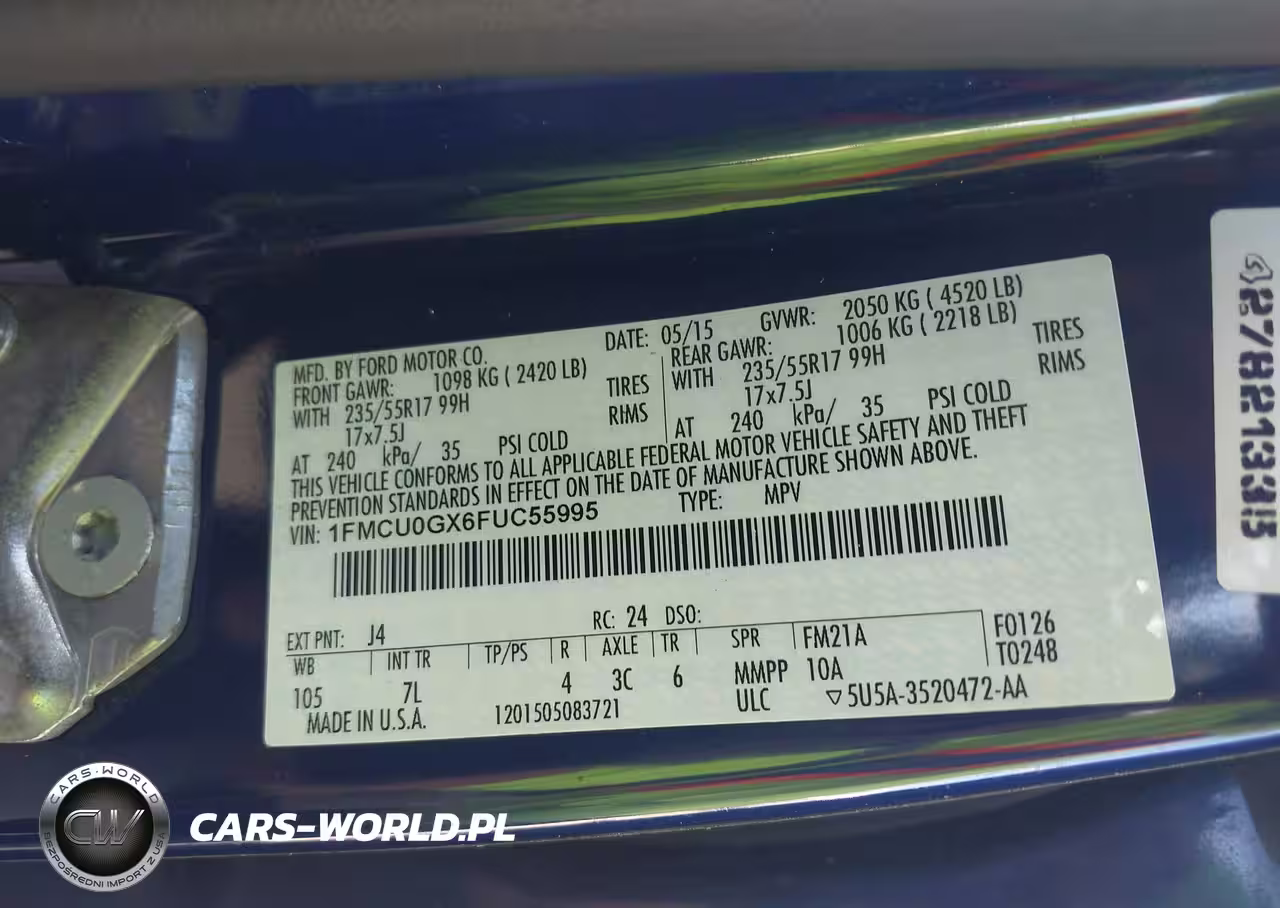 MFD. BY FORD MOTOR CO.
DATE: 05/15 GVWR: 2050 KG ( 4520 LB)
FRONT GAWR: 1098 KG ( 2420 LB)
WITH 235/55R17 99H TIRES
17x7.5J RIMS
AT 240 kPa/ 35 PSI COLD
REAR GAWR: 1006 KG ( 2218 LB)
WITH 235/55R17 99H TIRES
17x7.5J RIMS
AT 240 kPa/ 35 PSI COLD
THIS VEHICLE CONFORMS TO ALL APPLICABLE FEDERAL MOTOR VEHICLE SAFETY AND THEFT
PREVENTION STANDARDS IN EFFECT ON THE DATE OF MANUFACTURE SHOWN ABOVE.
VIN: 1FMCU0GX6FUC55995 TYPE: MPV
EXT PNT: J4 RC: 24 DSO:
WB INT TR TP/PS R AXLE TR SPR FM21A F0126
105 7L 4 3C 6 MMPP 10A T0248
MADE IN U.S.A. 1201505083721 ULC ▽5U5A-3520472-AA
CARS-WORLD
CW
BEZPOŚREDNI IMPORT Z USA
CARS-WORLD.PL